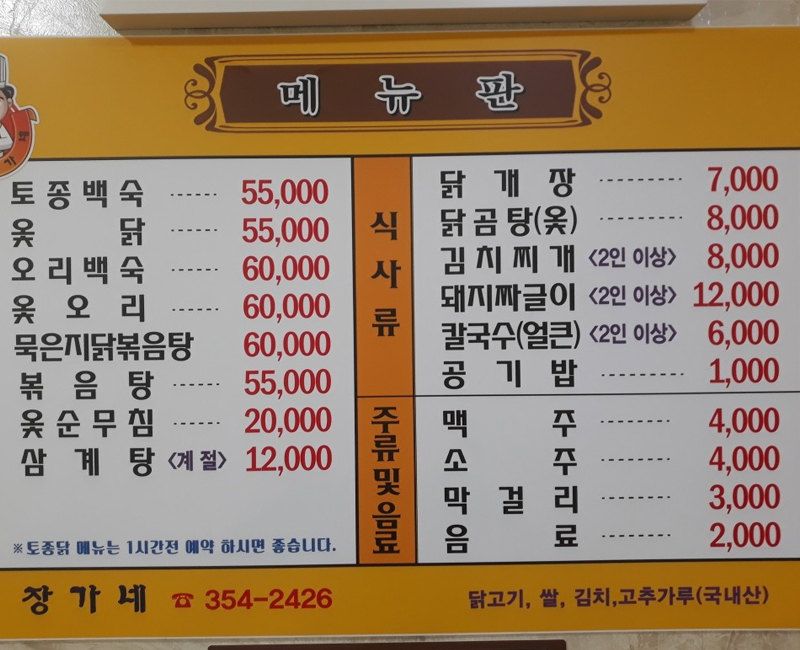 메뉴판
가네
토종백숙 ------ 55,000
옻닭 ------ 55,000
오리백숙 ------ 60,000
옻오리 ------ 60,000
묵은지닭볶음탕 60,000
볶음탕 ------ 55,000
옻순무침 ------ 20,000
삼계탕 <계절> 12,000
※토종닭 메뉴는 1시간전 예약 하시면 좋습니다.
식사류
닭개장 ---------- 7,000
닭곰탕(옻) ---------- 8,000
김치찌개 <2인 이상> 8,000
돼지짜글이 <2인 이상> 12,000
칼국수(얼큰) <2인 이상> 6,000
공기밥 ---------- 1,000
주류및음료
맥주 ---------- 4,000
소주 ---------- 4,000
막걸리 ---------- 3,000
음료 ---------- 2,000
장가네 ☎ 354-2426
닭고기, 쌀, 김치,고추가루(국내산)